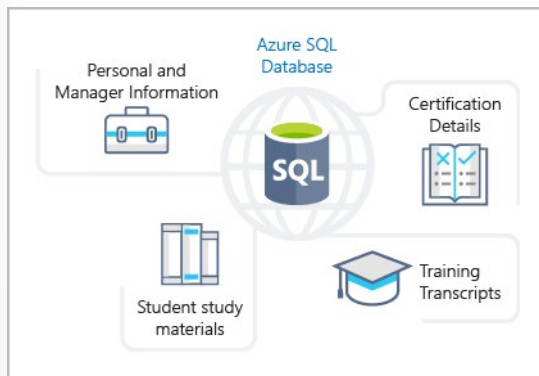 Azure SQL
Database
Personal and
Manager Information
Certification
Details
SQL
Student study
materials
Training
Transcripts